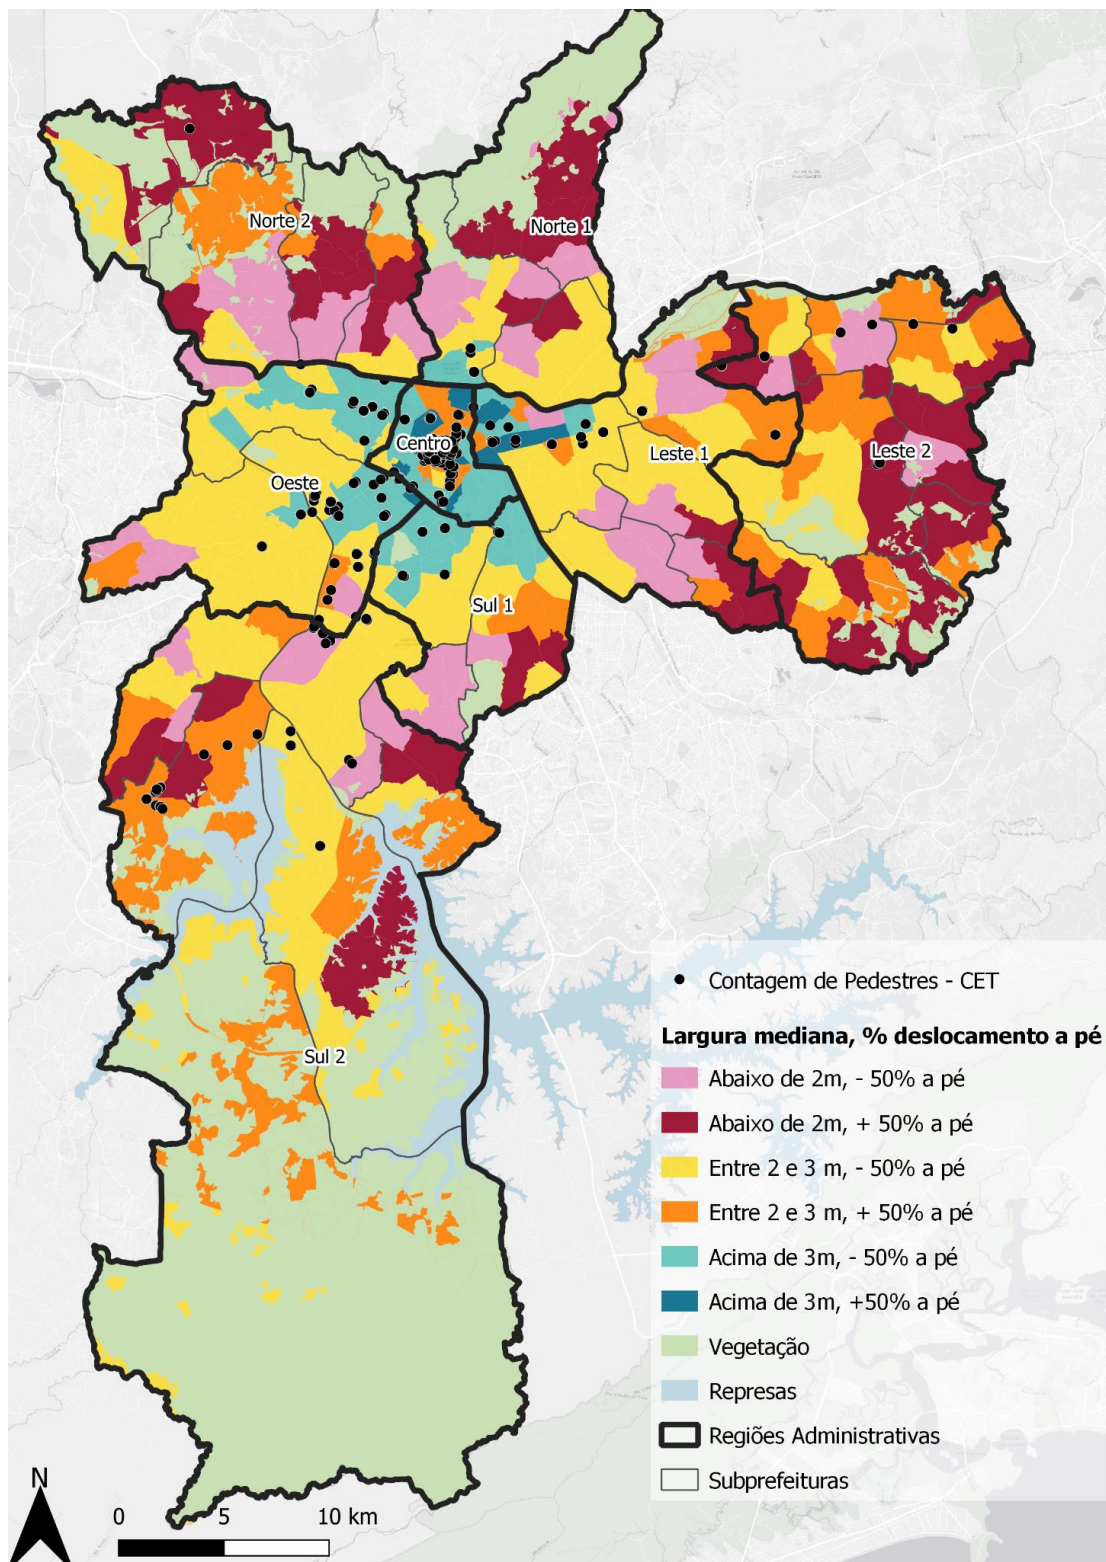 Norte 2
Norte 1
Centro
Leste 1
Leste 2
Oeste
Sul 1
Sul 2
Contagem de Pedestres - CET
Largura mediana, % deslocamento a pé
Abaixo de 2m, - 50% a pé
Abaixo de 2m, + 50% a pé
Entre 2 e 3 m, - 50% a pé
Entre 2 e 3 m, + 50% a pé
Acima de 3m, - 50% a pé
Acima de 3m, +50% a pé
Vegetação
Represas
Regiões Administrativas
Subprefeituras
N
0 5 10 km